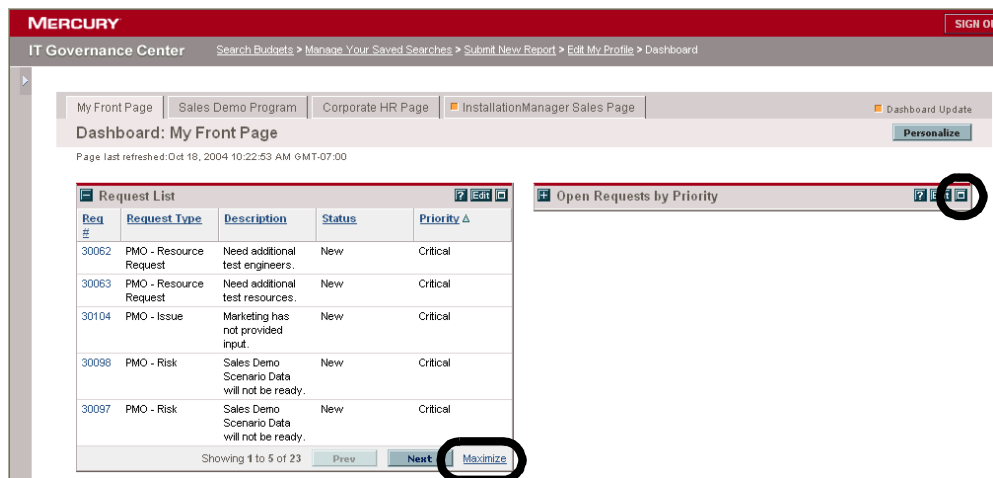 MERCURY
SIGN OU
IT Governance Center
Search Budgets > Manage Your Saved Searches > Submit New Report > Edit My Profile > Dashboard
My Front Page
Sales Demo Program
Corporate HR Page
InstallationManager Sales Page
Dashboard Update
Dashboard: My Front Page
Personalize
Page last refreshed:Oct 18, 2004 10:22:53 AM GMT-07:00
Request List
? Edit
Req #
Request Type
Description
Status
Priority
30062 PMO - Resource Request Need additional test engineers. New Critical
30063 PMO - Resource Request Need additional test resources. New Critical
30104 PMO - Issue Marketing has not provided input. New Critical
30098 PMO - Risk Sales Demo Scenario Data will not be ready. New Critical
30097 PMO - Risk Sales Demo Scenario Data will not be ready. New Critical
Showing 1 to 5 of 23
Prev
Next
Maximize
Open Requests by Priority
?